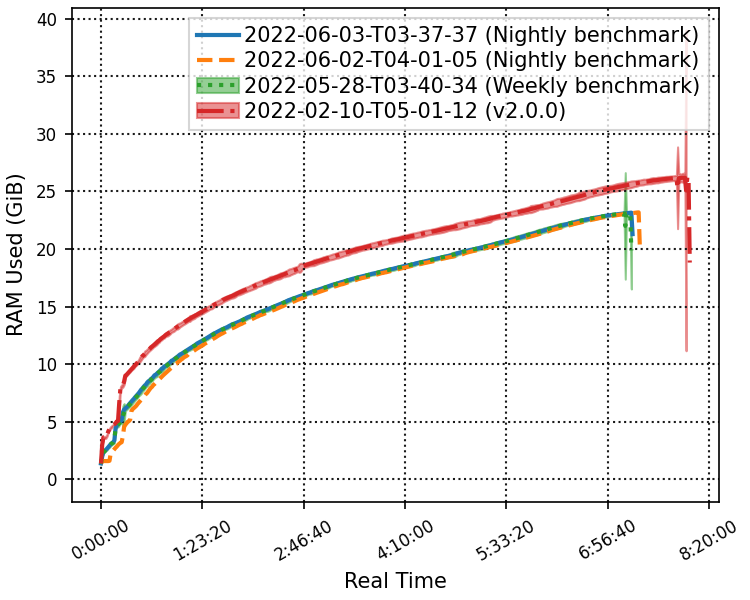 40
35
30
25
20
15
10
5
0
RAM Used (GiB)
2022-06-03-T03-37-37 (Nightly benchmark)
2022-06-02-T04-01-05 (Nightly benchmark)
2022-05-28-T03-40-34 (Weekly benchmark)
2022-02-10-T05-01-12 (v2.0.0)
0:00:00
1:23:20
2:46:40
4:10:00
5:33:20
6:56:40
8:20:00
Real Time